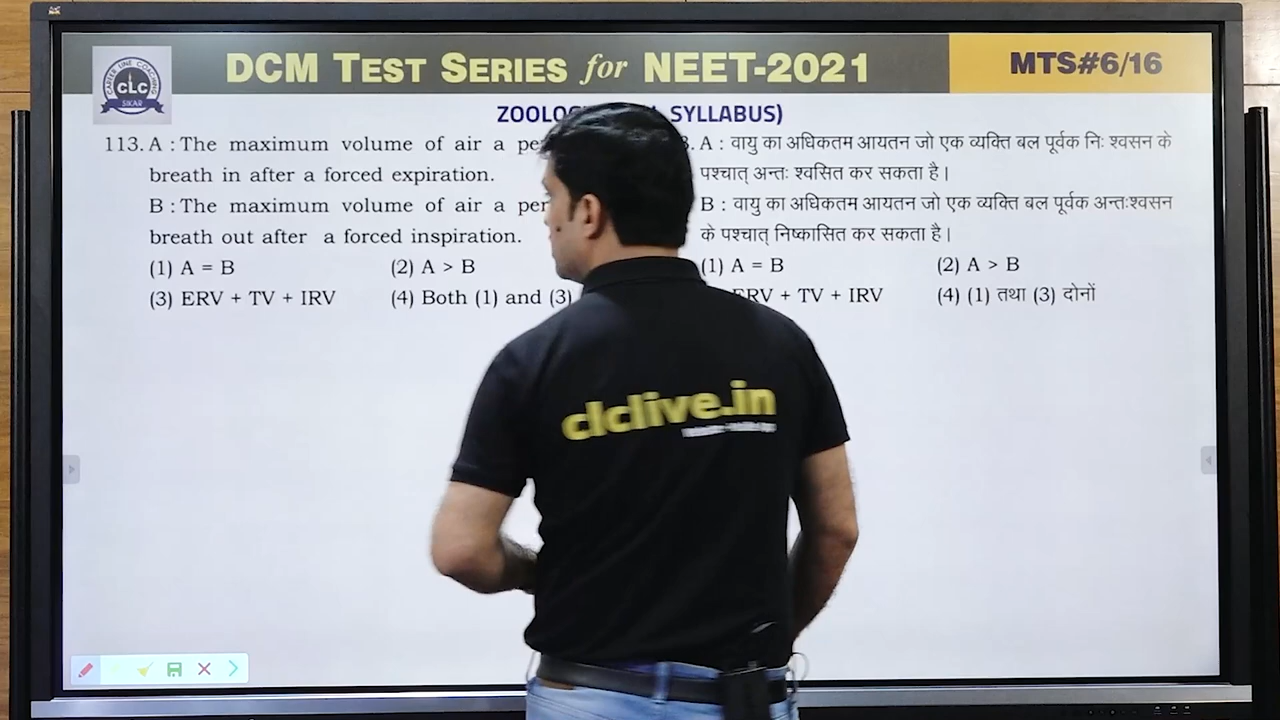 DCM TEST SERIES for NEET-2021
MTS#6/16
CAREER LINE COACHING
CLC
SIKAR
SYLLABUS)
113. A : The maximum volume of air a
breath in after a forced expiration.
B : The maximum volume of air a
breath out after a forced inspiration.
(1) A = B (2) A > B
(3) ERV + TV + IRV (4) Both (1) and (3)
A : वायु का अधिकतम आयतन जो एक व्यक्ति बल पूर्वक निः श्वसन के
पश्चात् अन्तः श्वसित कर सकता है।
B : वायु का अधिकतम आयतन जो एक व्यक्ति बल पूर्वक अन्तःश्वसन
के पश्चात् निष्कासित कर सकता है।
(1) A = B (2) A > B
ERV + TV + IRV (4) (1) तथा (3) दोनों
clclive.in